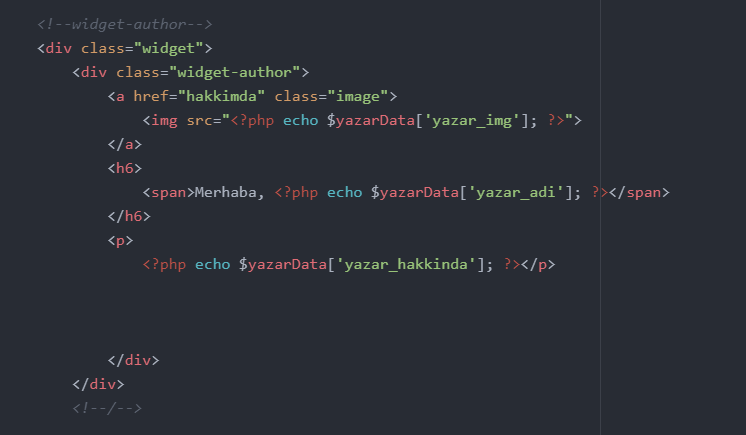 <!--widget-author-->
<div class="widget">
<div class="widget-author">
<a href="hakkimda" class="image">
<img src="<?php echo $yazarData['yazar_img']; ?>">
</a>
<h6>
<span>Merhaba, <?php echo $yazarData['yazar_adi']; ?></span>
</h6>
<p>
<?php echo $yazarData['yazar_hakkinda']; ?></p>
</div>
</div>
<!--/-->